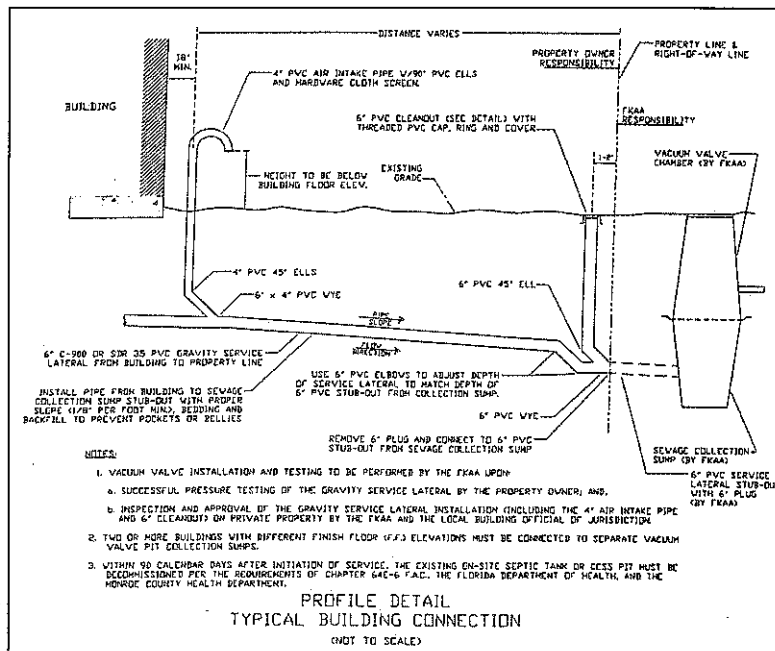 DISTANCE VARIES
18" MIN.
PROPERTY OWNER
RESPONSIBILITY
PROPERTY LINE &
RIGHT-OF-WAY LINE
BUILDING
4" PVC AIR INTAKE PIPE W/90° PVC ELLS
AND HARDWARE CLOTH SCREEN.
6" PVC CLEANOUT (SEE DETAIL) WITH
THREADED PVC CAP, RING AND COVER
FKAA
RESPONSIBILITY
VACUUM VALVE
CHAMBER (BY FKAA)
HEIGHT TO BE BELOW
BUILDING FLOOR ELEV.
EXISTING
GRADE
4" PVC 45° ELLS
6" PVC
45° ELL
6" x 4" PVC WYE
PIPE
SLOPE
FLOW
DIRECTION
6" C-900 OR SDR 35 PVC GRAVITY SERVICE
LATERAL FROM BUILDING TO PROPERTY LINE
USE 6" PVC ELBOWS TO ADJUST DEPTH
OF SERVICE LATERAL TO MATCH DEPTH OF
6" PVC STUB-OUT FROM COLLECTION SUMP.
INSTALL PIPE FROM BUILDING TO SEWAGE
COLLECTION SUMP STUB-OUT WITH PROPER
SLOPE (1/8" PER FOOT MIN.), BEDDING AND
BACKFILL TO PREVENT POCKETS OR BELLIES
6" PVC WYE
REMOVE 6" PLUG AND CONNECT TO 6" PVC
STUB-OUT FROM SEWAGE COLLECTION SUMP
SEWAGE COLLECTION
SUMP (BY FKAA)
6" PVC SERVICE
LATERAL STUB-OUT
WITH 6" PLUG
(BY FKAA)
NOTES:
1. VACUUM VALVE INSTALLATION AND TESTING TO BE PERFORMED BY THE FKAA UPON:
a. SUCCESSFUL PRESSURE TESTING OF THE GRAVITY SERVICE LATERAL BY THE PROPERTY OWNER; AND,
b. INSPECTION AND APPROVAL OF THE GRAVITY SERVICE LATERAL INSTALLATION (INCLUDING THE 4" AIR INTAKE PIPE
AND 6" CLEANOUT) ON PRIVATE PROPERTY BY THE FKAA AND THE LOCAL BUILDING OFFICIAL OF JURISDICTION.
2. TWO OR MORE BUILDINGS WITH DIFFERENT FINISH FLOOR (F.F.) ELEVATIONS MUST BE CONNECTED TO SEPARATE VACUUM
VALVE PIT COLLECTION SUMPS.
3. WITHIN 90 CALENDAR DAYS AFTER INITIATION OF SERVICE, THE EXISTING ON-SITE SEPTIC TANK OR CESS PIT MUST BE
DECOMMISSIONED PER THE REQUIREMENTS OF CHAPTER 64E-6 F.A.C., THE FLORIDA DEPARTMENT OF HEALTH, AND THE
MONROE COUNTY HEALTH DEPARTMENT.
PROFILE DETAIL
TYPICAL BUILDING CONNECTION
(NOT TO SCALE)